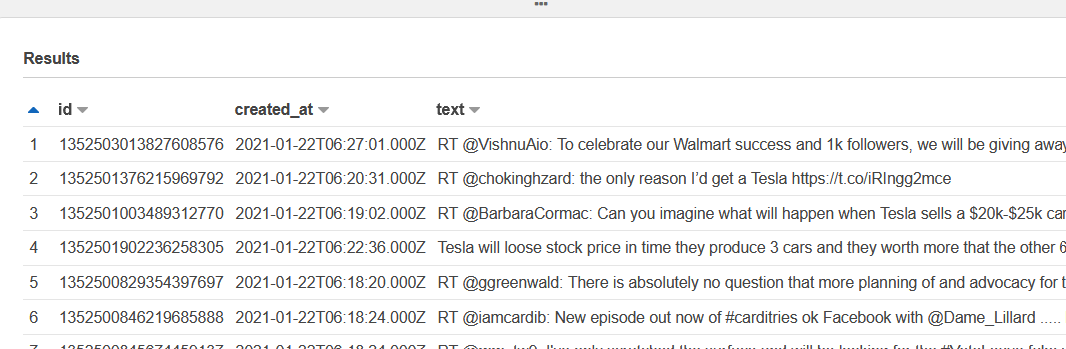 Results
id created_at text
1 1352503013827608576 2021-01-22T06:27:01.000Z RT @VishnuAio: To celebrate our Walmart success and 1k followers, we will be giving away
2 1352501376215969792 2021-01-22T06:20:31.000Z RT @chokinghzard: the only reason I’d get a Tesla https://t.co/iRIngg2mce
3 1352501003489312770 2021-01-22T06:19:02.000Z RT @BarbaraCormac: Can you imagine what will happen when Tesla sells a $20k-$25k car
4 1352501902236258305 2021-01-22T06:22:36.000Z Tesla will loose stock price in time they produce 3 cars and they worth more that the other 6
5 1352500829354397697 2021-01-22T06:18:20.000Z RT @ggreenwald: There is absolutely no question that more planning of and advocacy for t
6 1352500846219685888 2021-01-22T06:18:24.000Z RT @iamcardib: New episode out now of #carditries ok Facebook with @Dame_Lillard .....